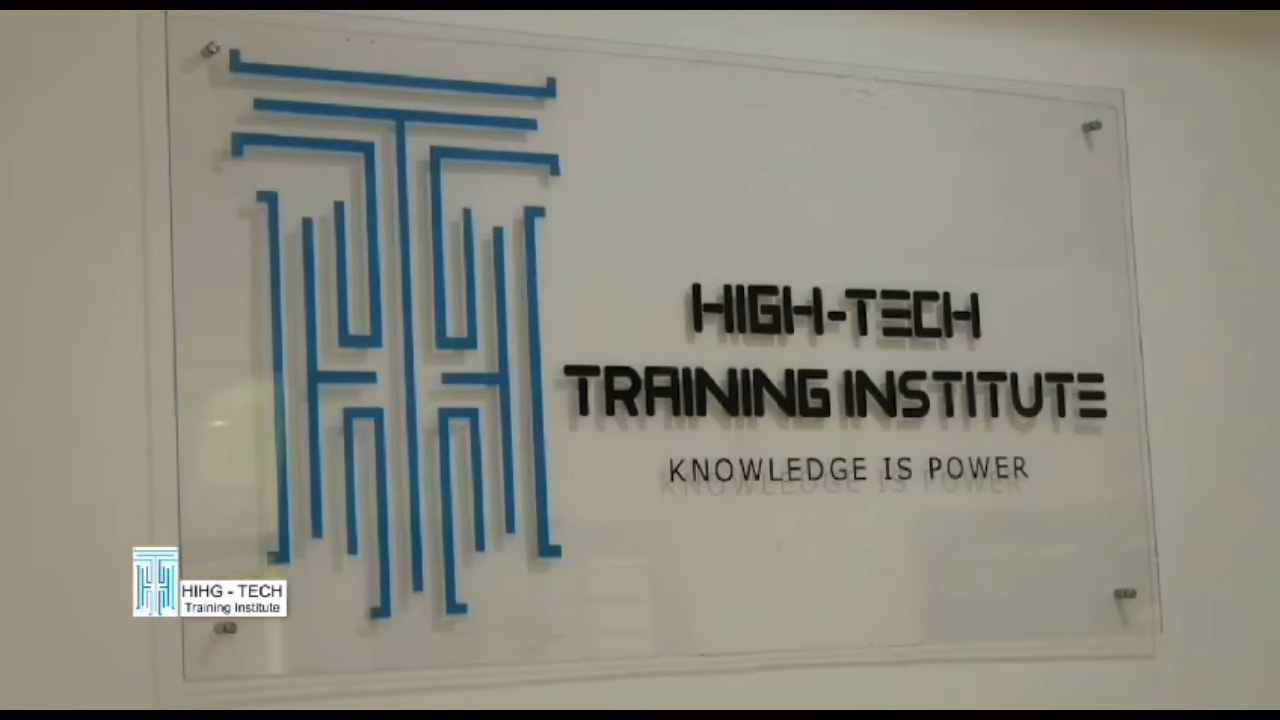 HIGH-TECH
TRAINING INSTITUTE
KNOWLEDGE IS POWER
HIHG - TECH
Training Institute